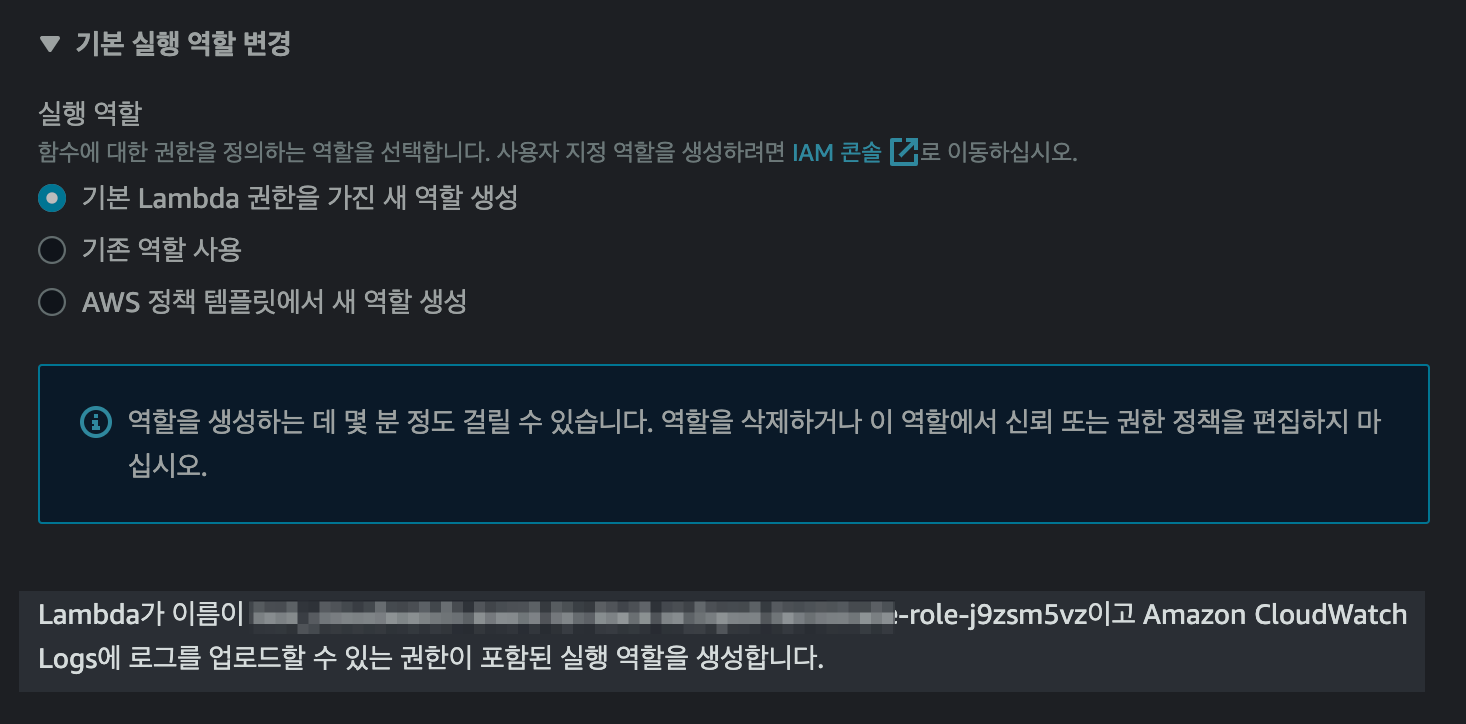 기본 실행 역할 변경
실행 역할
함수에 대한 권한을 정의하는 역할을 선택합니다. 사용자 지정 역할을 생성하려면 IAM 콘솔 로 이동하십시오.
기본 Lambda 권한을 가진 새 역할 생성
기존 역할 사용
AWS 정책 템플릿에서 새 역할 생성
역할을 생성하는 데 몇 분 정도 걸릴 수 있습니다. 역할을 삭제하거나 이 역할에서 신뢰 또는 권한 정책을 편집하지 마
십시오.
Lambda가 이름이 -role-j9zsm5vz이고 Amazon CloudWatch
Logs에 로그를 업로드할 수 있는 권한이 포함된 실행 역할을 생성합니다.